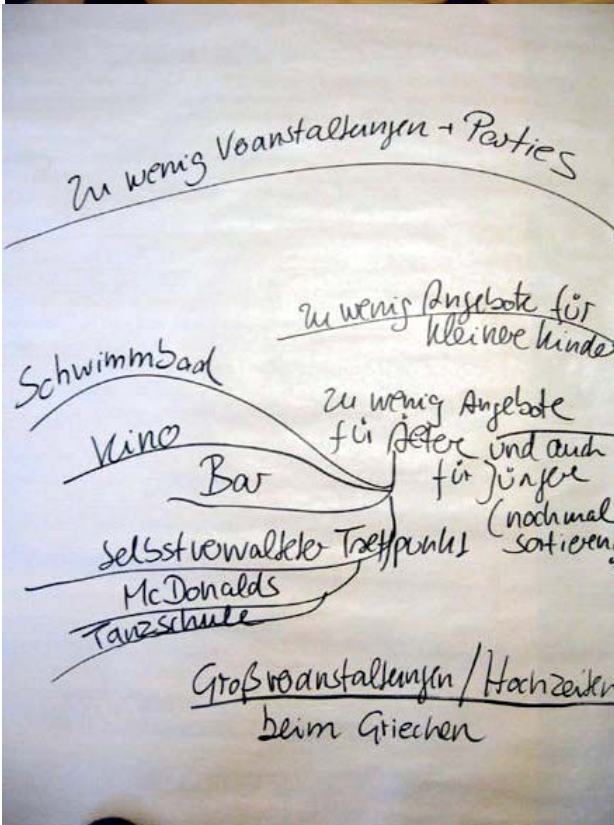 Zu wenig Veranstaltungen + Parties
Zu wenig Angebote für
kleinere Kinder
Schwimmbad
Kino
Bar
Selbstverwalteter Treffpunkt
McDonalds
Tanzschule
zu wenig Angebote
für Ältere und auch
für Jüngere
(nochmal
sortieren
Großveranstaltungen / Hochzeiten
beim Griechen